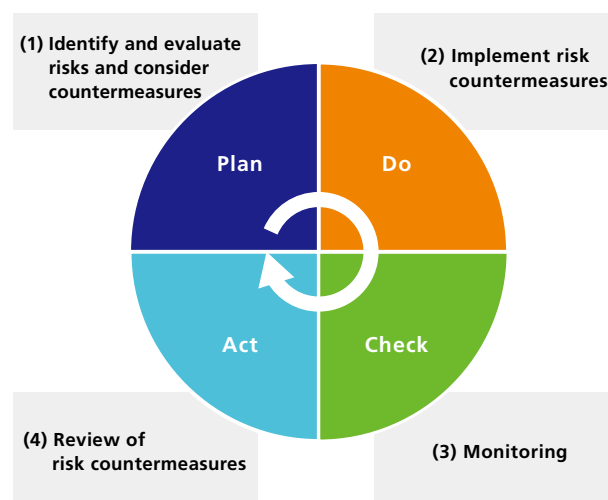 (1) Identify and evaluate
risks and consider
countermeasures
(2) Implement risk
countermeasures
Plan
Do
Act
Check
(4) Review of
risk countermeasures
(3) Monitoring